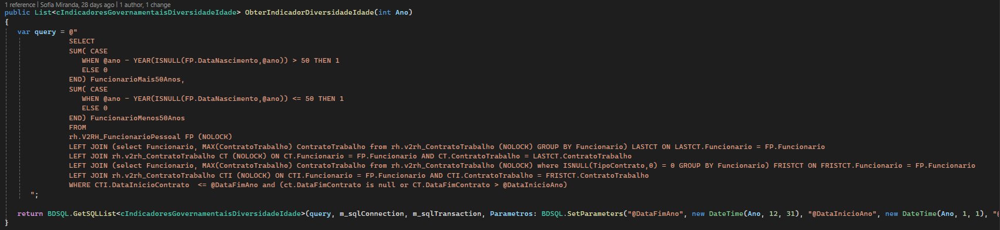 1 reference | Sofia Miranda, 28 days ago | 1 author, 1 change
public List<cIndicadoresGovernamentaisDiversidadeIdade> ObterIndicadorDiversidadeIdade(int Ano)
{
var query = @"
SELECT
SUM( CASE
WHEN @ano - YEAR(ISNULL(FP.DataNascimento,@ano)) > 50 THEN 1
ELSE 0
END) FuncionarioMais50Anos,
SUM( CASE
WHEN @ano - YEAR(ISNULL(FP.DataNascimento,@ano)) <= 50 THEN 1
ELSE 0
END) FuncionarioMenos50Anos
FROM
rh.V2RH_FuncionarioPessoal FP (NOLOCK)
LEFT JOIN (select Funcionario, MAX(ContratoTrabalho) ContratoTrabalho from rh.v2rh_ContratoTrabalho (NOLOCK) GROUP BY Funcionario) LASTCT ON LASTCT.Funcionario = FP.Funcionario
LEFT JOIN rh.v2rh_ContratoTrabalho CT (NOLOCK) ON CT.Funcionario = FP.Funcionario AND CT.ContratoTrabalho = LASTCT.ContratoTrabalho
LEFT JOIN (select Funcionario, MAX(ContratoTrabalho) ContratoTrabalho from rh.v2rh_ContratoTrabalho (NOLOCK) where ISNULL(TipoContrato,0) = 0 GROUP BY Funcionario) FRISTCT ON FRISTCT.Funcionario = FP.Funcionario
LEFT JOIN rh.v2rh_ContratoTrabalho CTI (NOLOCK) ON CTI.Funcionario = FP.Funcionario AND CTI.ContratoTrabalho = FRISTCT.ContratoTrabalho
WHERE CTI.DataInicioContrato  <= @DataFimAno and (ct.DataFimContrato is null or CT.DataFimContrato > @DataInicioAno)
";
return BDSQL.GetSQLList<cIndicadoresGovernamentaisDiversidadeIdade>(query, m_sqlConnection, m_sqlTransaction, Parametros: BDSQL.SetParameters("@DataFimAno", new DateTime(Ano, 12, 31), "@DataInicioAno", new DateTime(Ano, 1, 1),
}